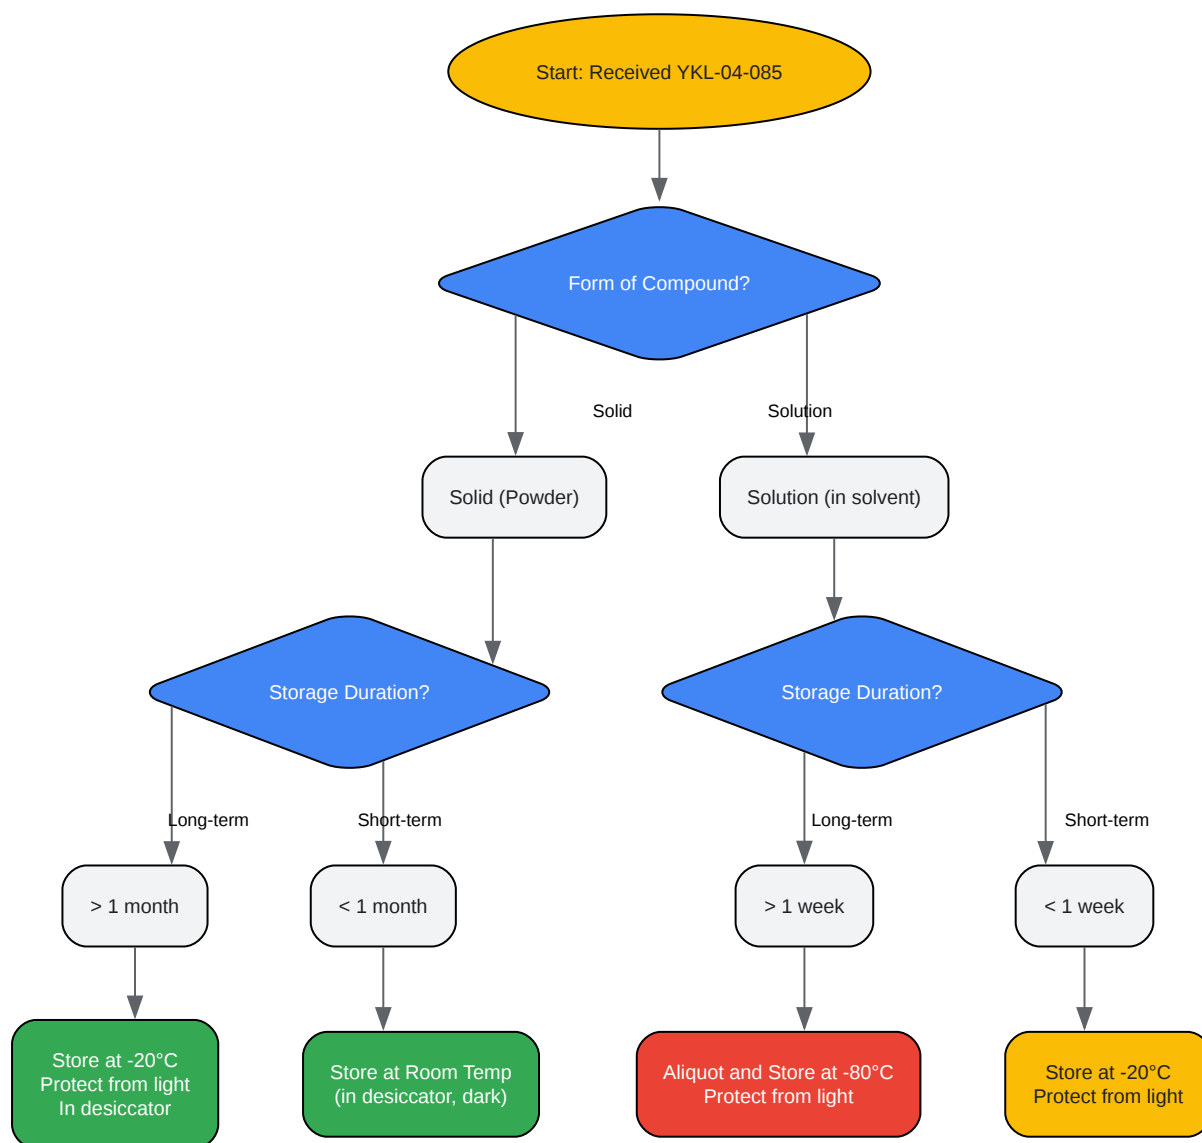 Start: Received YKL-04-085
Form of Compound?
Solid
Solution
Solid (Powder)
Solution (in solvent)
Storage Duration?
Storage Duration?
Long-term
Short-term
Long-term
Short-term
> 1 month
< 1 month
> 1 week
< 1 week
Store at -20°C
Protect from light
In desiccator
Store at Room Temp
(in desiccator, dark)
Aliquot and Store at -80°C
Protect from light
Store at -20°C
Protect from light